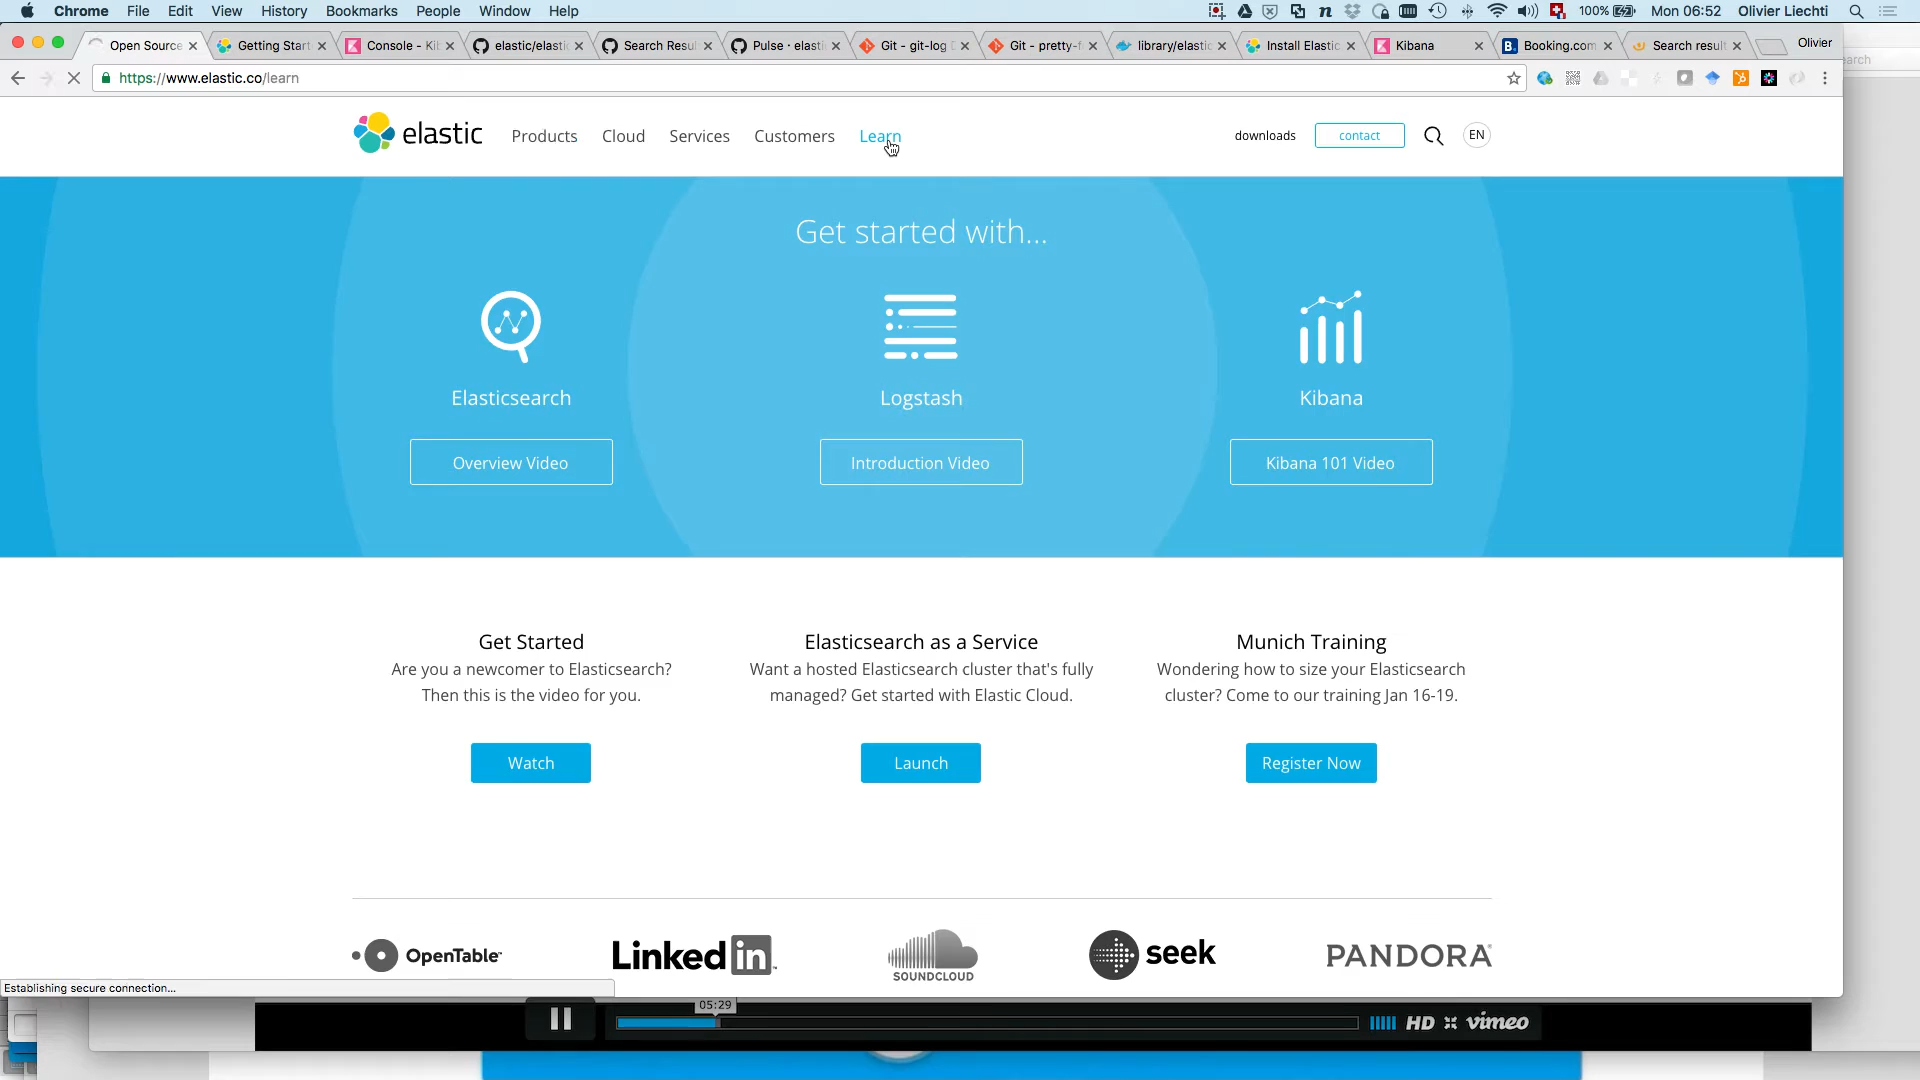 Chrome File Edit View History Bookmarks People Window Help 100% Mon 06:52 Olivier Liechti
Open Source Getting Start Console - Ki elastic/elastic Search Resu Pulse · elasti Git - git-log Git - pretty-f library/elastic Install Elastic Kibana Booking.com Search result Olivier
https://www.elastic.co/learn
elastic Products Cloud Services Customers Learn downloads contact EN
Get started with...
Elasticsearch Logstash Kibana
Overview Video Introduction Video Kibana 101 Video
Get Started Elasticsearch as a Service Munich Training
Are you a newcomer to Elasticsearch? Want a hosted Elasticsearch cluster that's fully Wondering how to size your Elasticsearch
Then this is the video for you. managed? Get started with Elastic Cloud. cluster? Come to our training Jan 16-19.
Watch Launch Register Now
OpenTable LinkedIn SOUNDCLOUD seek PANDORA
Establishing secure connection...
05:29
HD vimeo